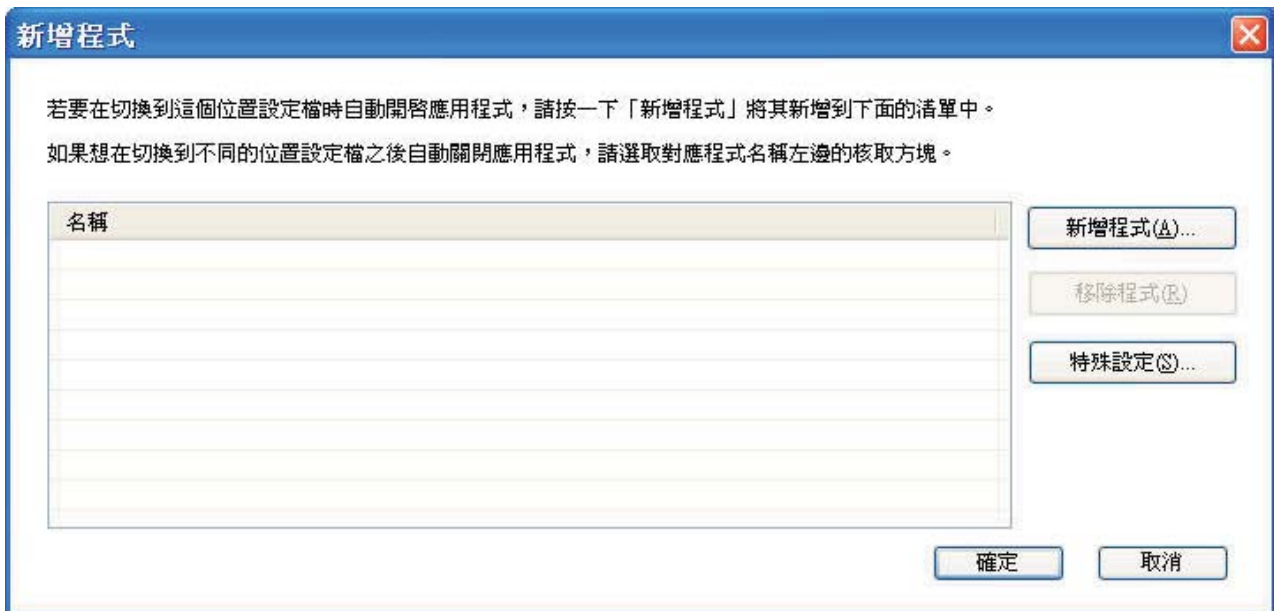 新增程式
若要在切換到這個位置設定檔時自動開啓應用程式，請按一下「新增程式」將其新增到下面的清單中。
如果想在切換到不同的位置設定檔之後自動關閉應用程式，請選取對應程式名稱左邊的核取方塊。
名稱
新增程式(A)...
移除程式(R)
特殊設定(S)...
確定
取消